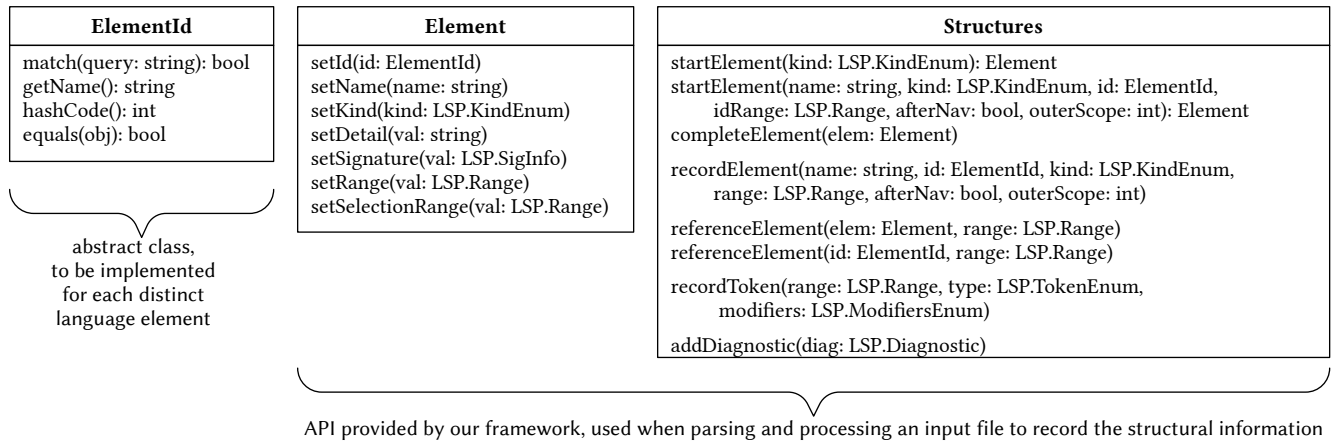 ElementId
match(query: string): bool
getName(): string
hashCode(): int
equals(obj): bool
abstract class,
to be implemented
for each distinct
language element
Element
setId(id: ElementId)
setName(name: string)
setKind(kind: LSP.KindEnum)
setDetail(val: string)
setSignature(val: LSP.SigInfo)
setRange(val: LSP.Range)
setSelectionRange(val: LSP.Range)
Structures
startElement(kind: LSP.KindEnum): Element
startElement(name: string, kind: LSP.KindEnum, id: ElementId,
idRange: LSP.Range, afterNav: bool, outerScope: int): Element
completeElement(elem: Element)
recordElement(name: string, id: ElementId, kind: LSP.KindEnum,
range: LSP.Range, afterNav: bool, outerScope: int)
referenceElement(elem: Element, range: LSP.Range)
referenceElement(id: ElementId, range: LSP.Range)
recordToken(range: LSP.Range, type: LSP.TokenEnum,
modifiers: LSP.ModifiersEnum)
addDiagnostic(diag: LSP.Diagnostic)
API provided by our framework, used when parsing and processing an input file to record the structural information